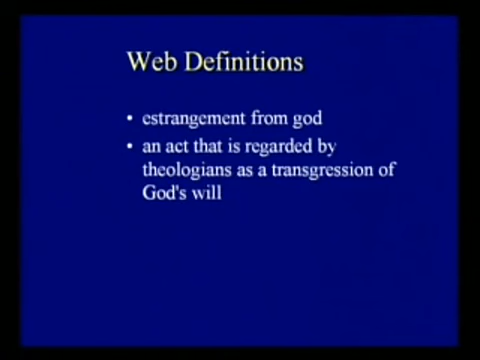 Web Definitions
• estrangement from god
• an act that is regarded by
theologians as a transgression of
God's will